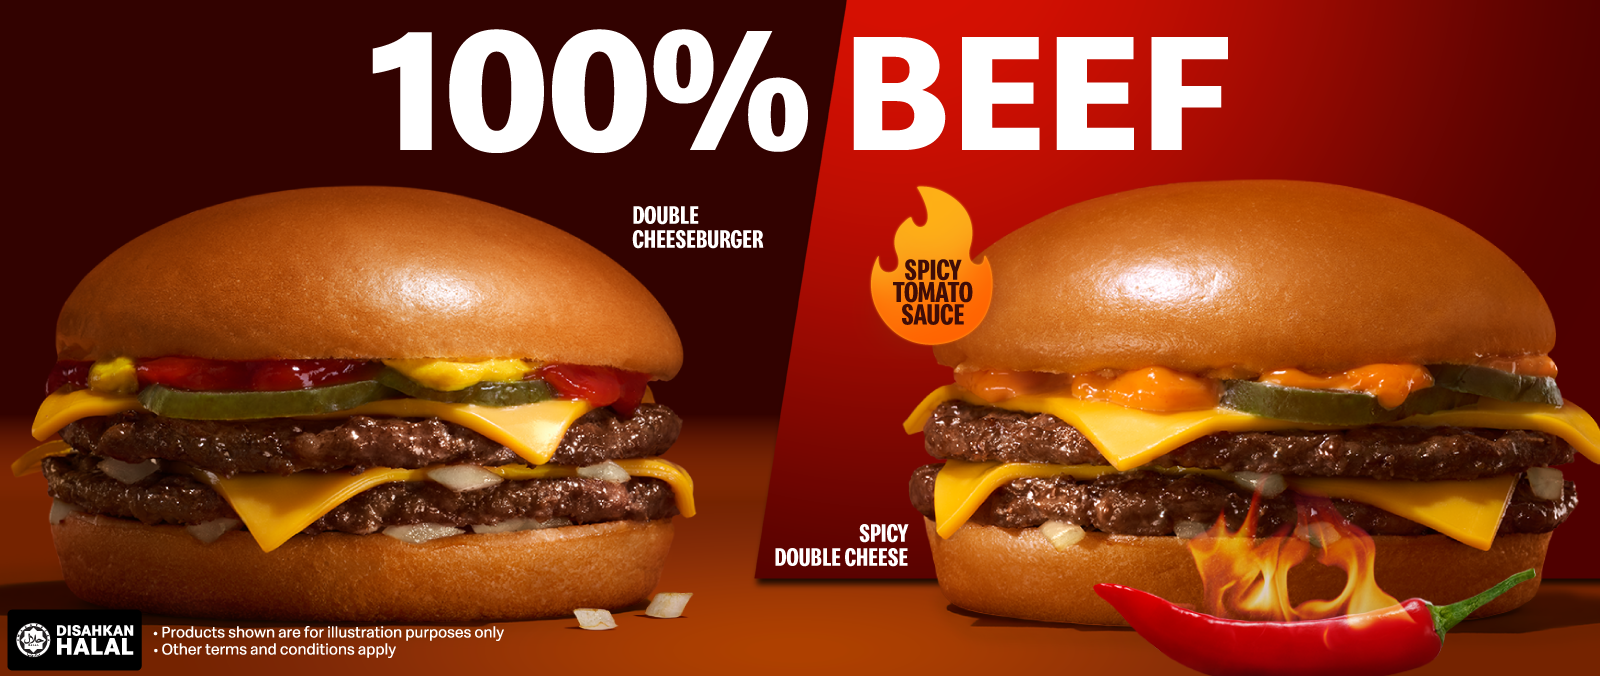 100% BEEF
DOUBLE
CHEESEBURGER
SPICY
TOMATO
SAUCE
SPICY
DOUBLE CHEESE
DISAHKAN
HALAL
• Products shown are for illustration purposes only
• Other terms and conditions apply